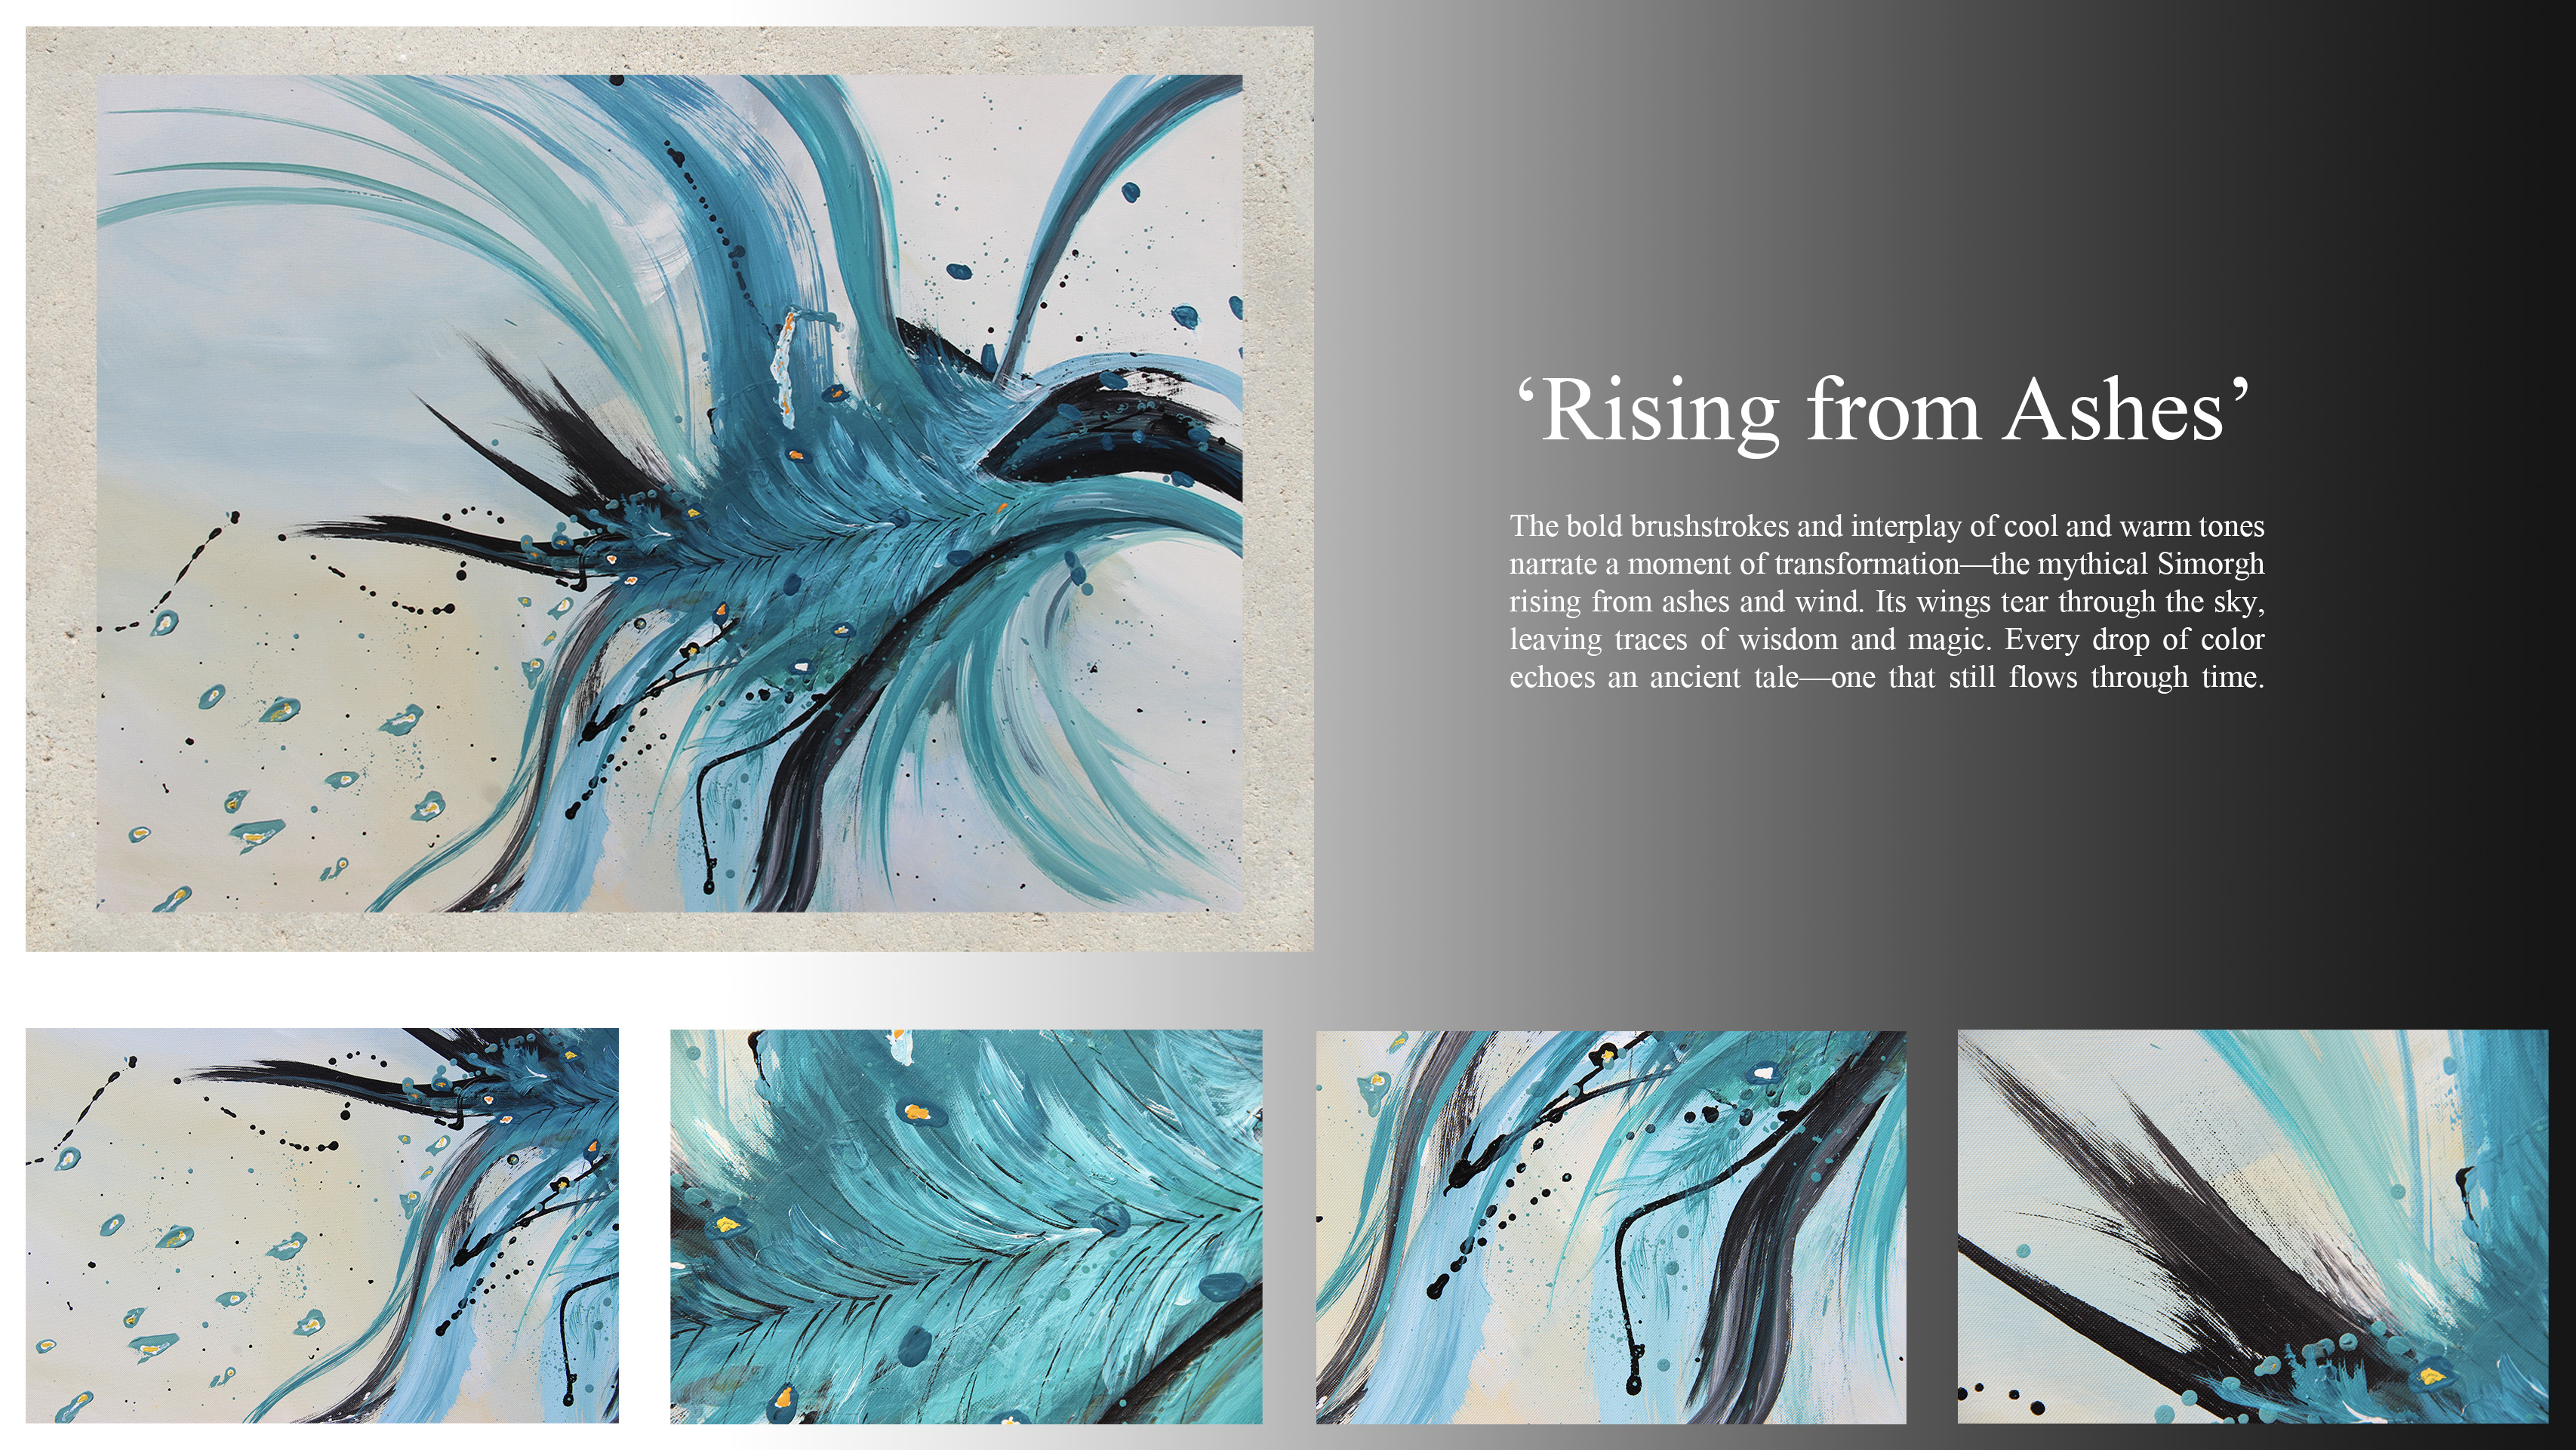 ‘Rising from Ashes’
The bold brushstrokes and interplay of cool and warm tones
narrate a moment of transformation—the mythical Simorgh
rising from ashes and wind. Its wings tear through the sky,
leaving traces of wisdom and magic. Every drop of color
echoes an ancient tale—one that still flows through time.